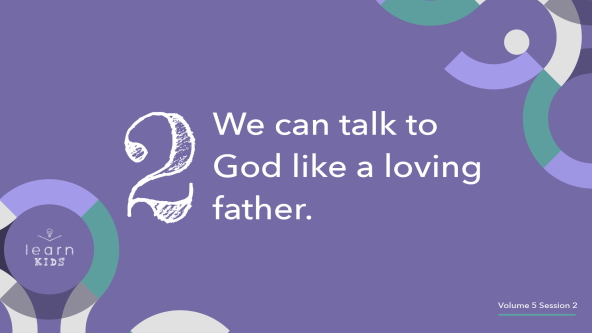 2
We can talk to
God like a loving
father.
learn
KIDS
Volume 5 Session 2